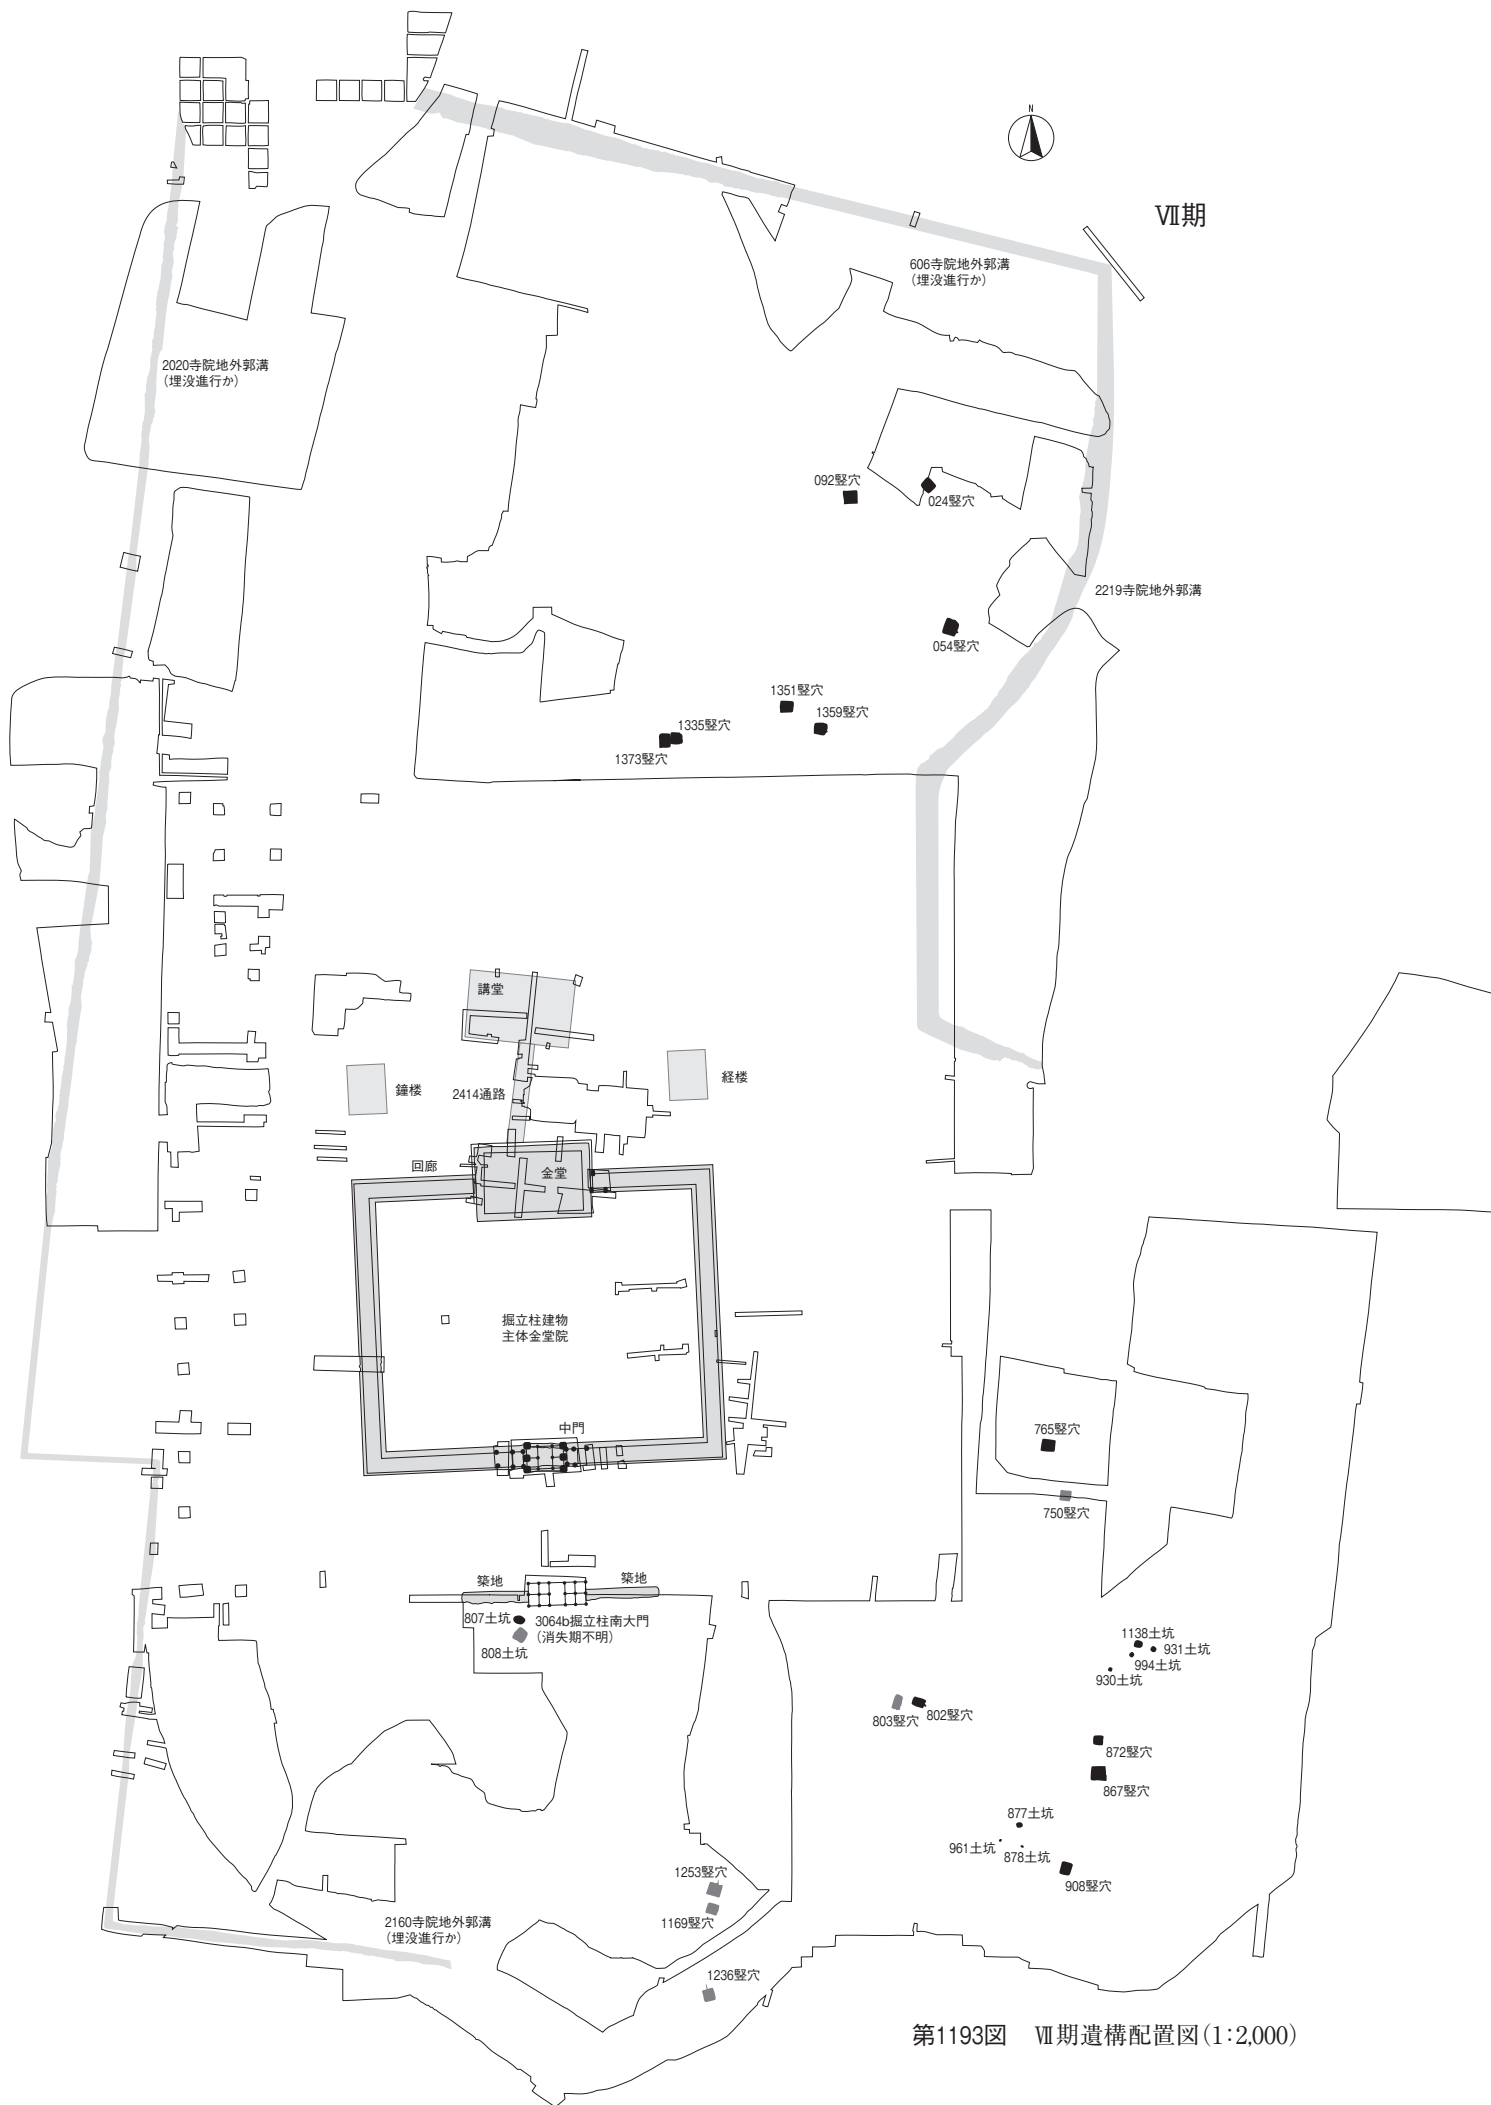 N
Ⅶ期
606寺院地外郭溝
（埋没進行か）
2020寺院地外郭溝
（埋没進行か）
092竪穴
024竪穴
2219寺院地外郭溝
054竪穴
1351竪穴
1359竪穴
1335竪穴
1373竪穴
講堂
鐘楼
2414通路
経楼
回廊
金堂
掘立柱建物
主体金堂院
中門
765竪穴
750竪穴
築地
築地
807土坑
3064b掘立柱南大門
（消失期不明）
808土坑
1138土坑
931土坑
994土坑
930土坑
803竪穴
802竪穴
872竪穴
867竪穴
877土坑
961土坑
878土坑
908竪穴
1253竪穴
1169竪穴
2160寺院地外郭溝
（埋没進行か）
1236竪穴
第1193図　Ⅶ期遺構配置図（1：2,000）